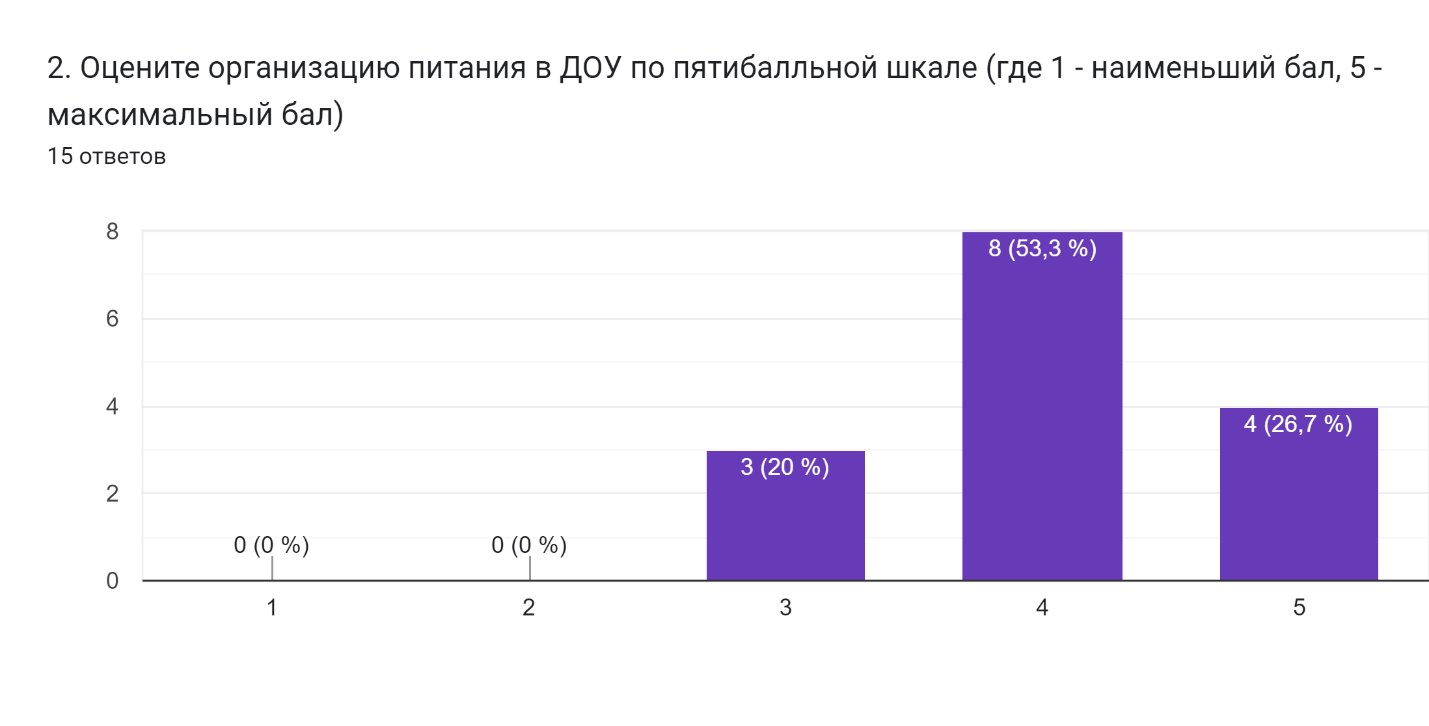 2. Оцените организацию питания в ДОУ по пятибалльной шкале (где 1 - наименьший бал, 5 -
максимальный бал)
15 ответов
8
6
4
2
0
0 (0 %)
0 (0 %)
3 (20 %)
8 (53,3 %)
4 (26,7 %)
1
2
3
4
5